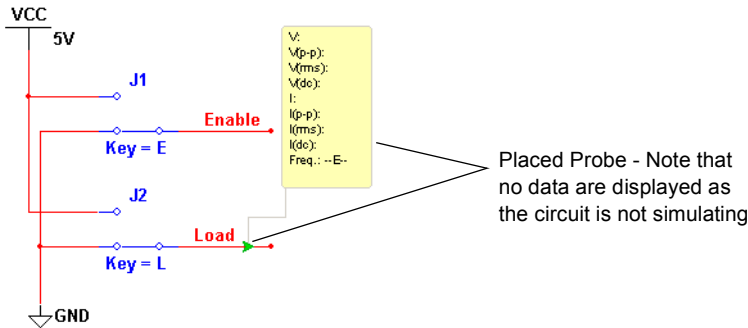 VCC
5V
J1
Enable
Key = E
J2
Load
Key = L
GND
V:
V(p-p):
V(rms):
V(dc):
I:
I(p-p):
I(rms):
I(dc):
Freq.: --E--
Placed Probe - Note that
no data are displayed as
the circuit is not simulating